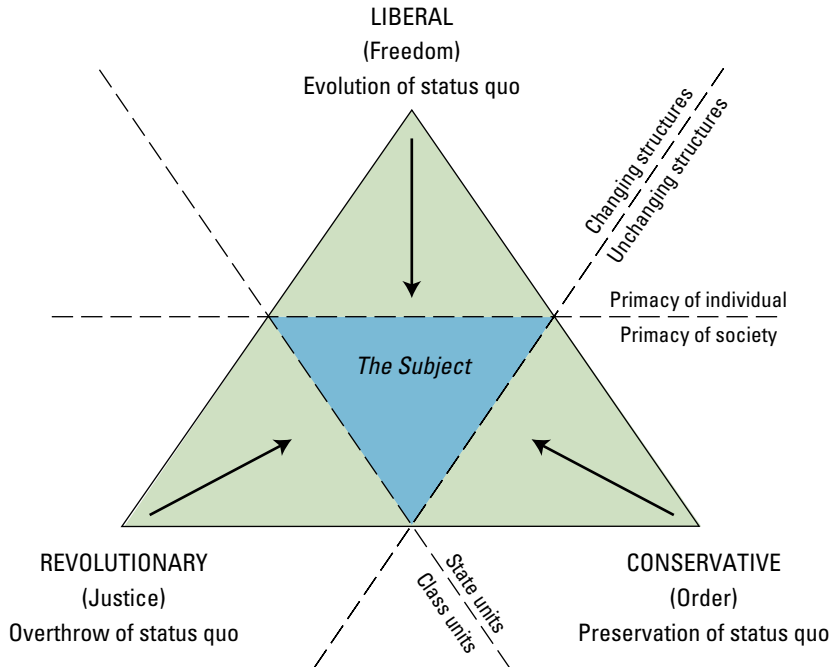 LIBERAL
(Freedom)
Evolution of status quo
Changing structures
Unchanging structures
Primacy of individual
Primacy of society
The Subject
REVOLUTIONARY
(Justice)
Overthrow of status quo
State units
Class units
CONSERVATIVE
(Order)
Preservation of status quo